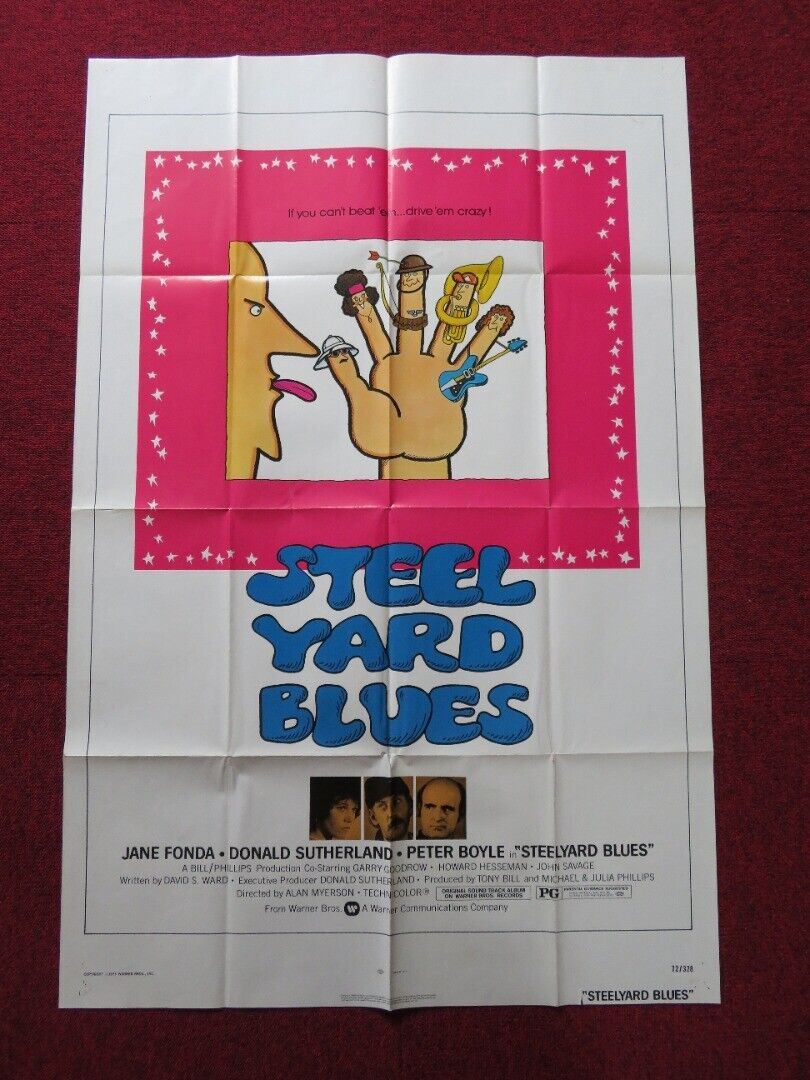 If you can't beat 'em...drive 'em crazy!
STEEL
YARD
BLUES
JANE FONDA • DONALD SUTHERLAND • PETER BOYLE in "STEELYARD BLUES"
A BILL/PHILLIPS Production Co-Starring GARRY GOODROW • HOWARD HESSEMAN • JOHN SAVAGE
Written by DAVID S. WARD • Executive Producer DONALD SUTHERLAND • Produced by TONY BILL and MICHAEL & JULIA PHILLIPS
Directed by ALAN MYERSON • TECHNICOLOR®
ORIGINAL SOUND TRACK ALBUM
ON WARNER BROS. RECORDS
PG
From Warner Bros. A Warner Communications Company
72/328
"STEELYARD BLUES"